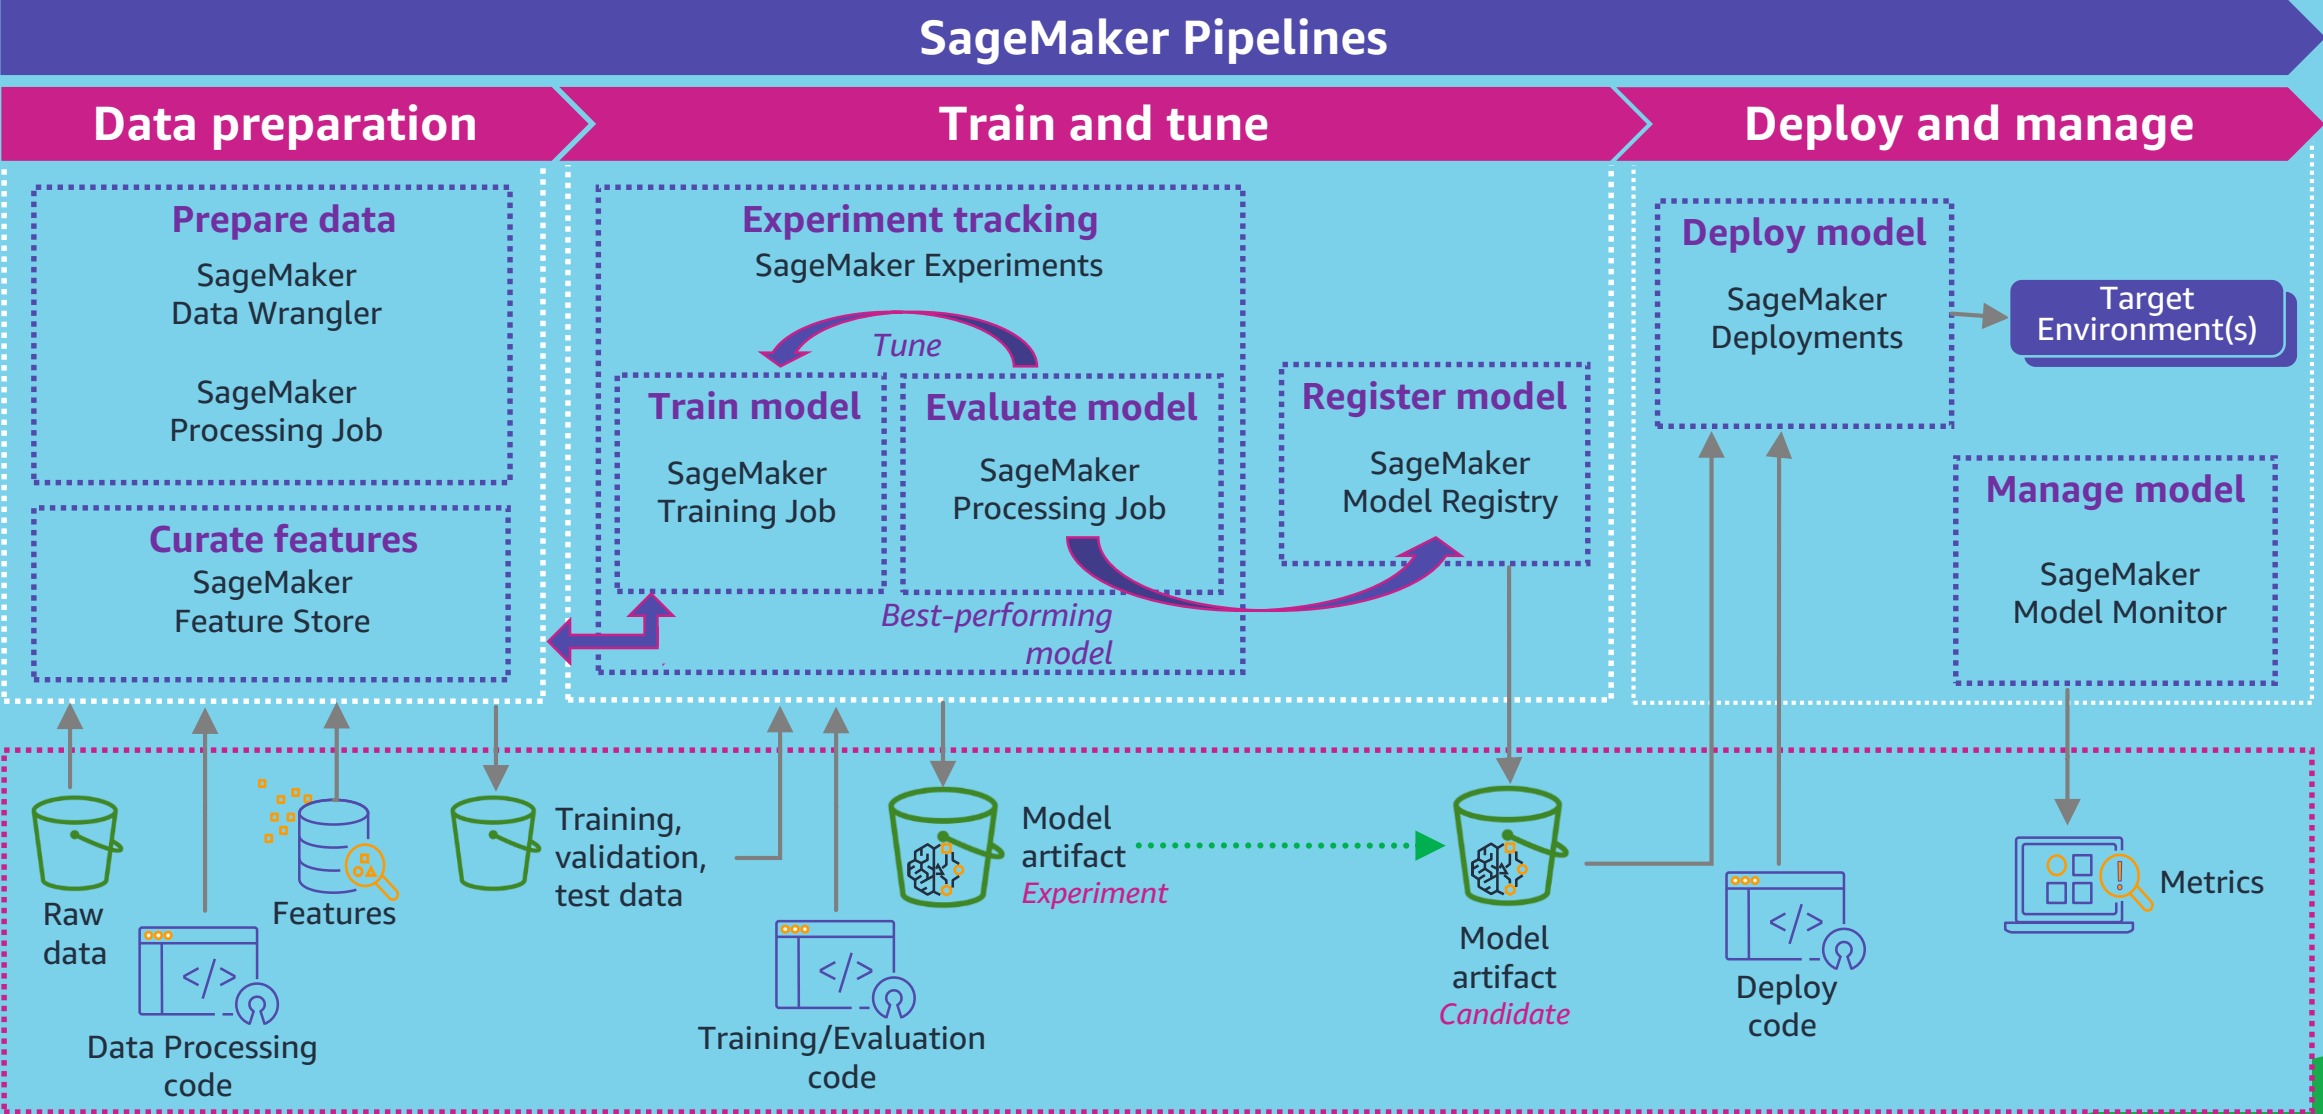 SageMaker Pipelines
Data preparation
Train and tune
Deploy and manage
Prepare data
SageMaker
Data Wrangler
SageMaker
Processing Job
Curate features
SageMaker
Feature Store
Experiment tracking
SageMaker Experiments
Tune
Train model
SageMaker
Training Job
Evaluate model
SageMaker
Processing Job
Best-performing
model
Register model
SageMaker
Model Registry
Deploy model
SageMaker
Deployments
Target
Environment(s)
Manage model
SageMaker
Model Monitor
Raw
data
Data Processing
code
Features
Training,
validation,
test data
Training/Evaluation
code
Model
artifact
Experiment
Model
artifact
Candidate
Deploy
code
Metrics